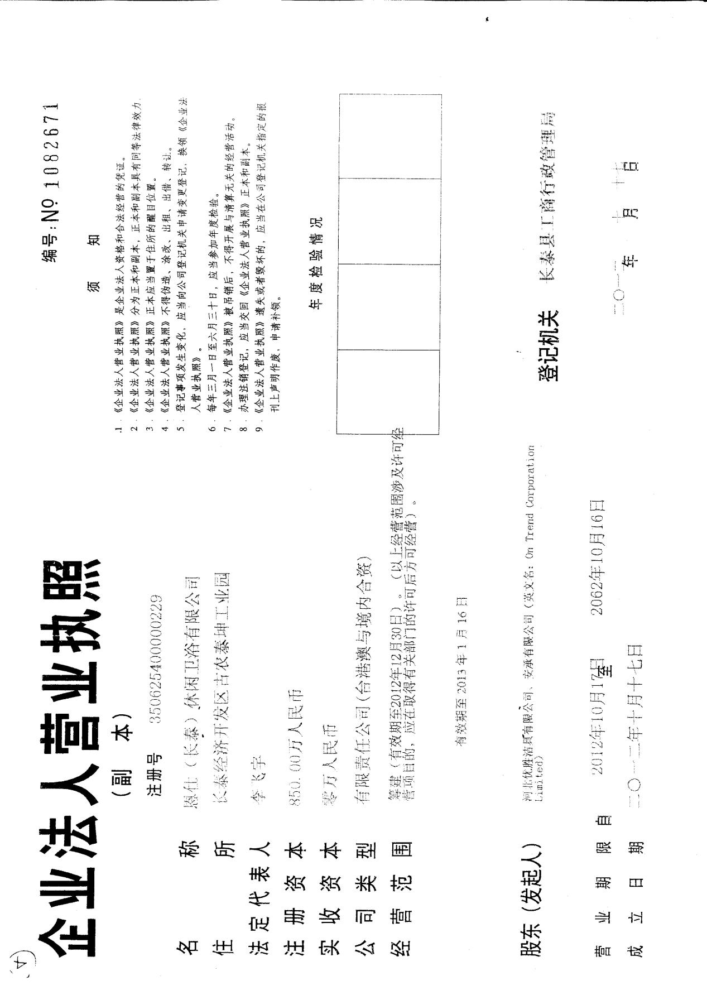 企业法人营业执照
（副 本）
注册号 350625400000229
名 称 恩仕（长泰）休闲卫浴有限公司
住 所 长泰经济开发区古农泰坤工业园
法定代表人 李飞宇
注册资本 850.00万人民币
实收资本 零万人民币
公司类型 有限责任公司(台港澳与境内合资)
经营范围 筹建（有效期至2012年12月30日）。（以上经营范围涉及许可经
营项目的，应在取得有关部门的许可后方可经营）。
有效期至 2013 年 1 月 16 日
股东（发起人） 河北优胜洁具有限公司、安承有限公司（英文名：On Trend Corporation
Limited）
营业期限 自 2012年10月17日 至 2062年10月16日
成立日期 二〇一二年十月十七日
编号:№ 1082671
须 知
1．《企业法人营业执照》是企业法人资格和合法经营的凭证。
2．《企业法人营业执照》分为正本和副本，正本和副本具有同等法律效力.
3．《企业法人营业执照》正本应当置于住所的醒目位置。
4．《企业法人营业执照》不得伪造、涂改、出租、出借、转让。
5．登记事项发生变化，应当向公司登记机关申请变更登记，换领《企业法
人营业执照》。
6．每年三月一日至六月三十日，应当参加年度检验。
7．《企业法人营业执照》被吊销后，不得开展与清算无关的经营活动。
8．办理注销登记，应当交回《企业法人营业执照》正本和副本。
9．《企业法人营业执照》遗失或者毁坏的，应当在公司登记机关指定的报
刊上声明作废，申请补领。
年度检验情况
登记机关 长泰县工商行政管理局
二〇一二年 十月 十七日